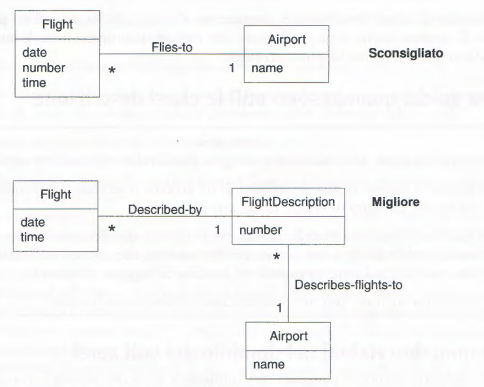 Flight
date
number
time
Flies-to
*
1
Airport
name
Sconsigliato
Flight
date
time
Described-by
*
1
FlightDescription
number
Migliore
*
Describes-flights-to
1
Airport
name